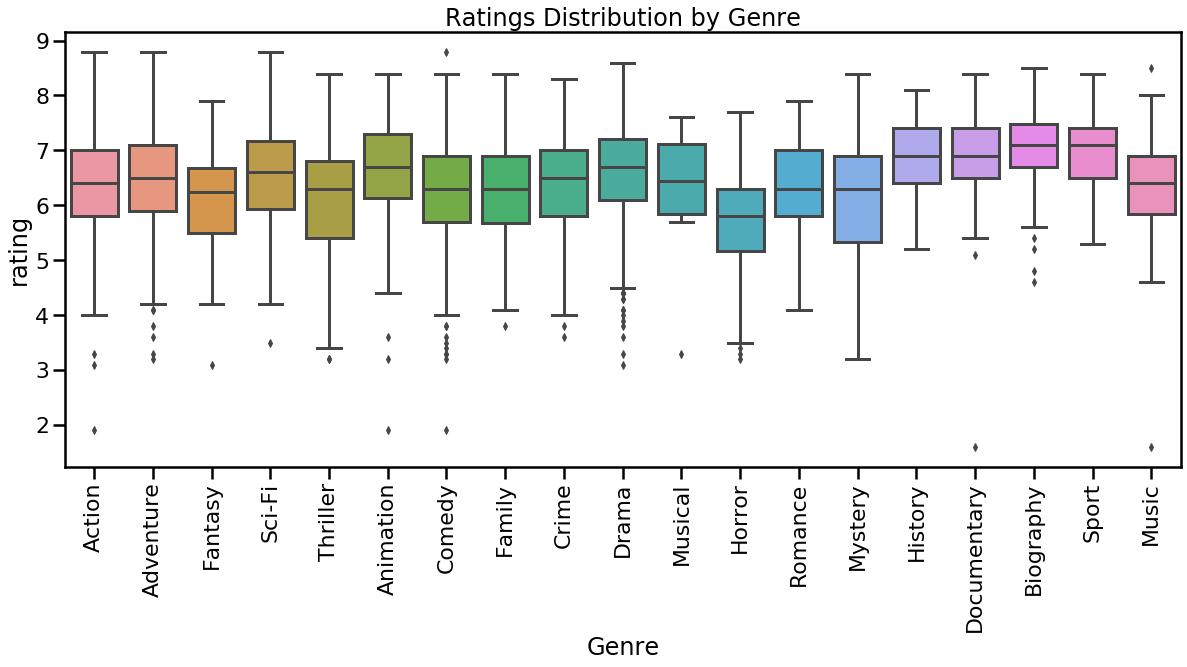 Ratings Distribution by Genre
rating
9
8
7
6
5
4
3
2
Action
Adventure
Fantasy
Sci-Fi
Thriller
Animation
Comedy
Family
Crime
Drama
Musical
Horror
Romance
Mystery
History
Documentary
Biography
Sport
Music
Genre